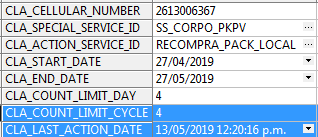 CLA_CELLULAR_NUMBER 2613006367
CLA_SPECIAL_SERVICE_ID SS_CORPO_PKPV ...
CLA_ACTION_SERVICE_ID RECOMPRA_PACK_LOCAL ...
CLA_START_DATE 27/04/2019
CLA_END_DATE 27/05/2019
CLA_COUNT_LIMIT_DAY 4
CLA_COUNT_LIMIT_CYCLE 4
CLA_LAST_ACTION_DATE 13/05/2019 12:20:16 p.m.